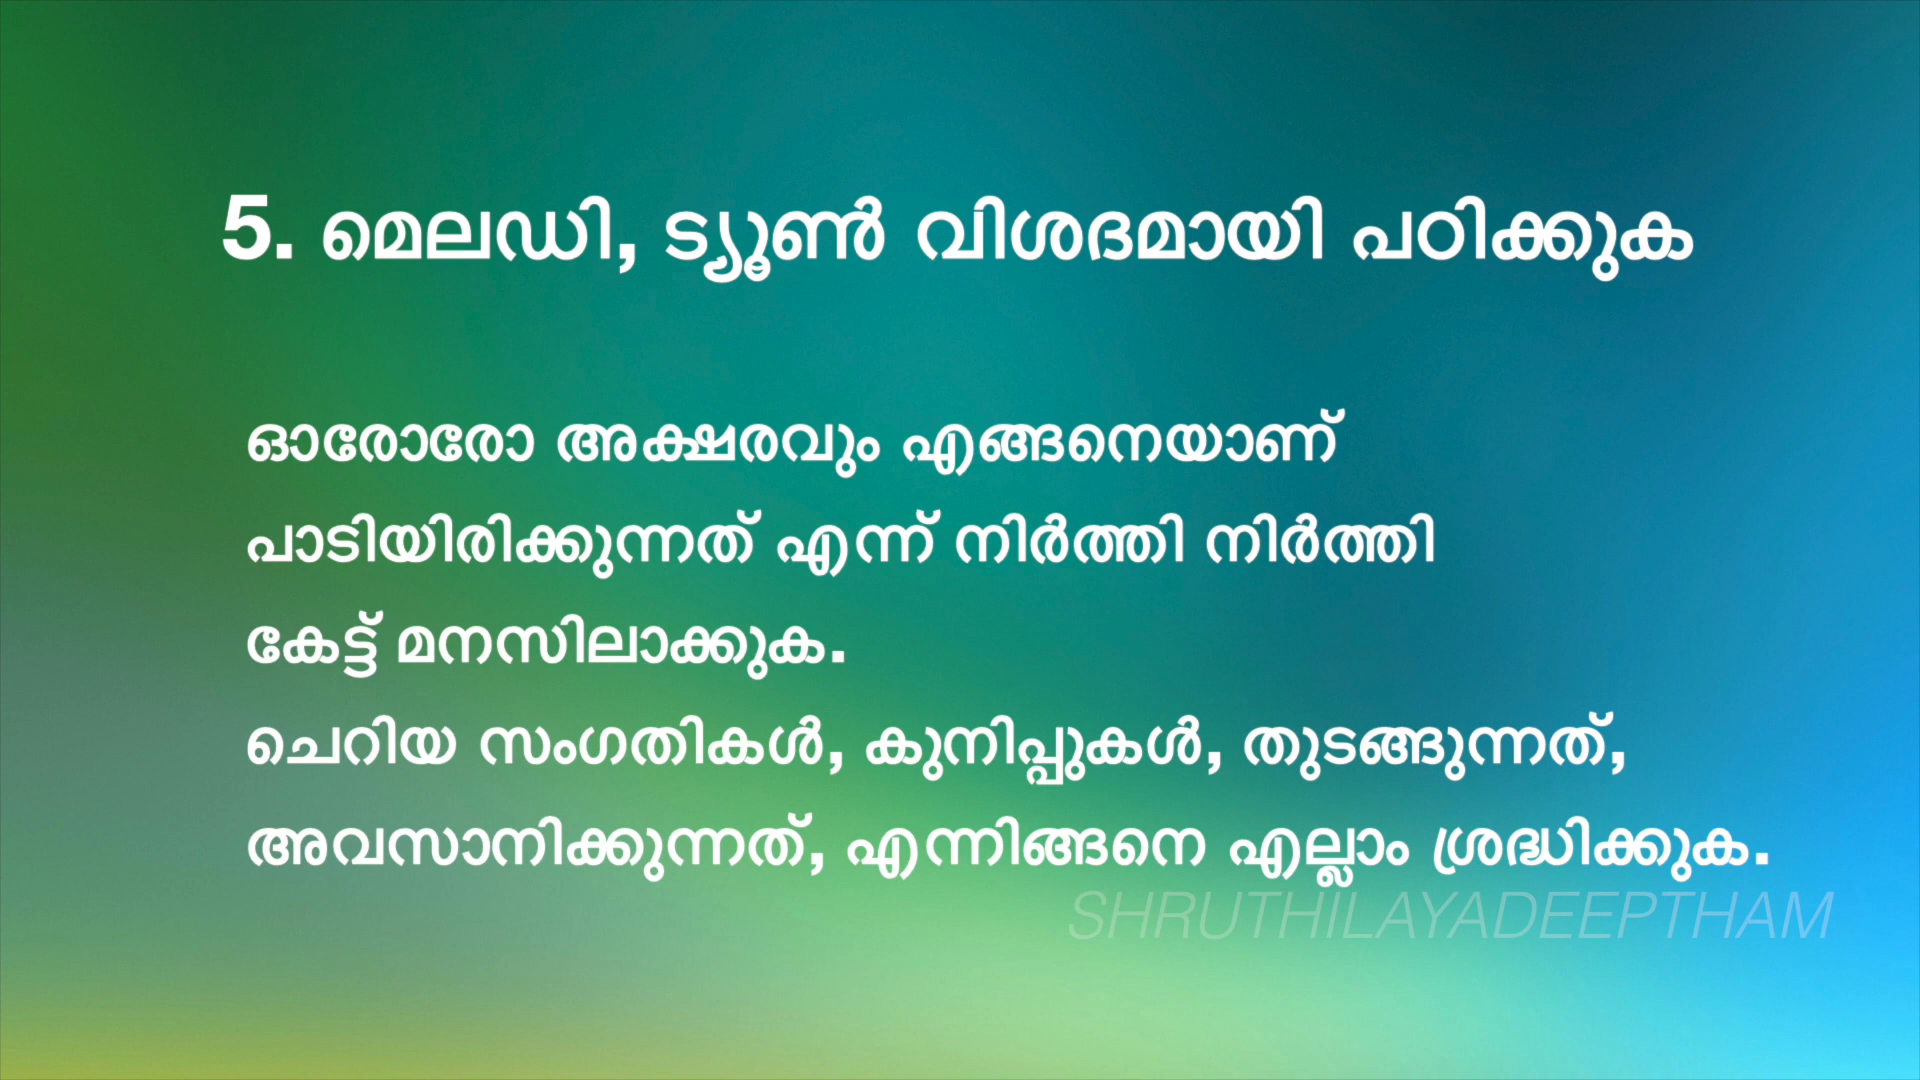 5. മെലഡി, ട്യൂൺ വിശദമായി പഠിക്കുക
ഓരോരോ അക്ഷരവും എങ്ങനെയാണ്
പാടിയിരിക്കുന്നത് എന്ന് നിർത്തി നിർത്തി
കേട്ട് മനസിലാക്കുക.
ചെറിയ സംഗതികൾ, കുനിപ്പുകൾ, തുടങ്ങുന്നത്,
അവസാനിക്കുന്നത്, എന്നിങ്ങനെ എല്ലാം ശ്രദ്ധിക്കുക.
SHRUTHILAYADEEPTHAM